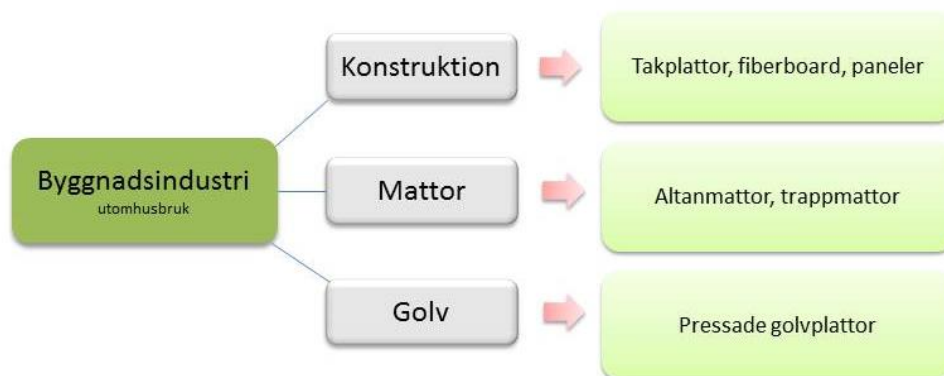 Byggnadsindustri
utomhusbruk
Konstruktion
Takplattor, fiberboard, paneler
Mattor
Altanmattor, trappmattor
Golv
Pressade golvplattor